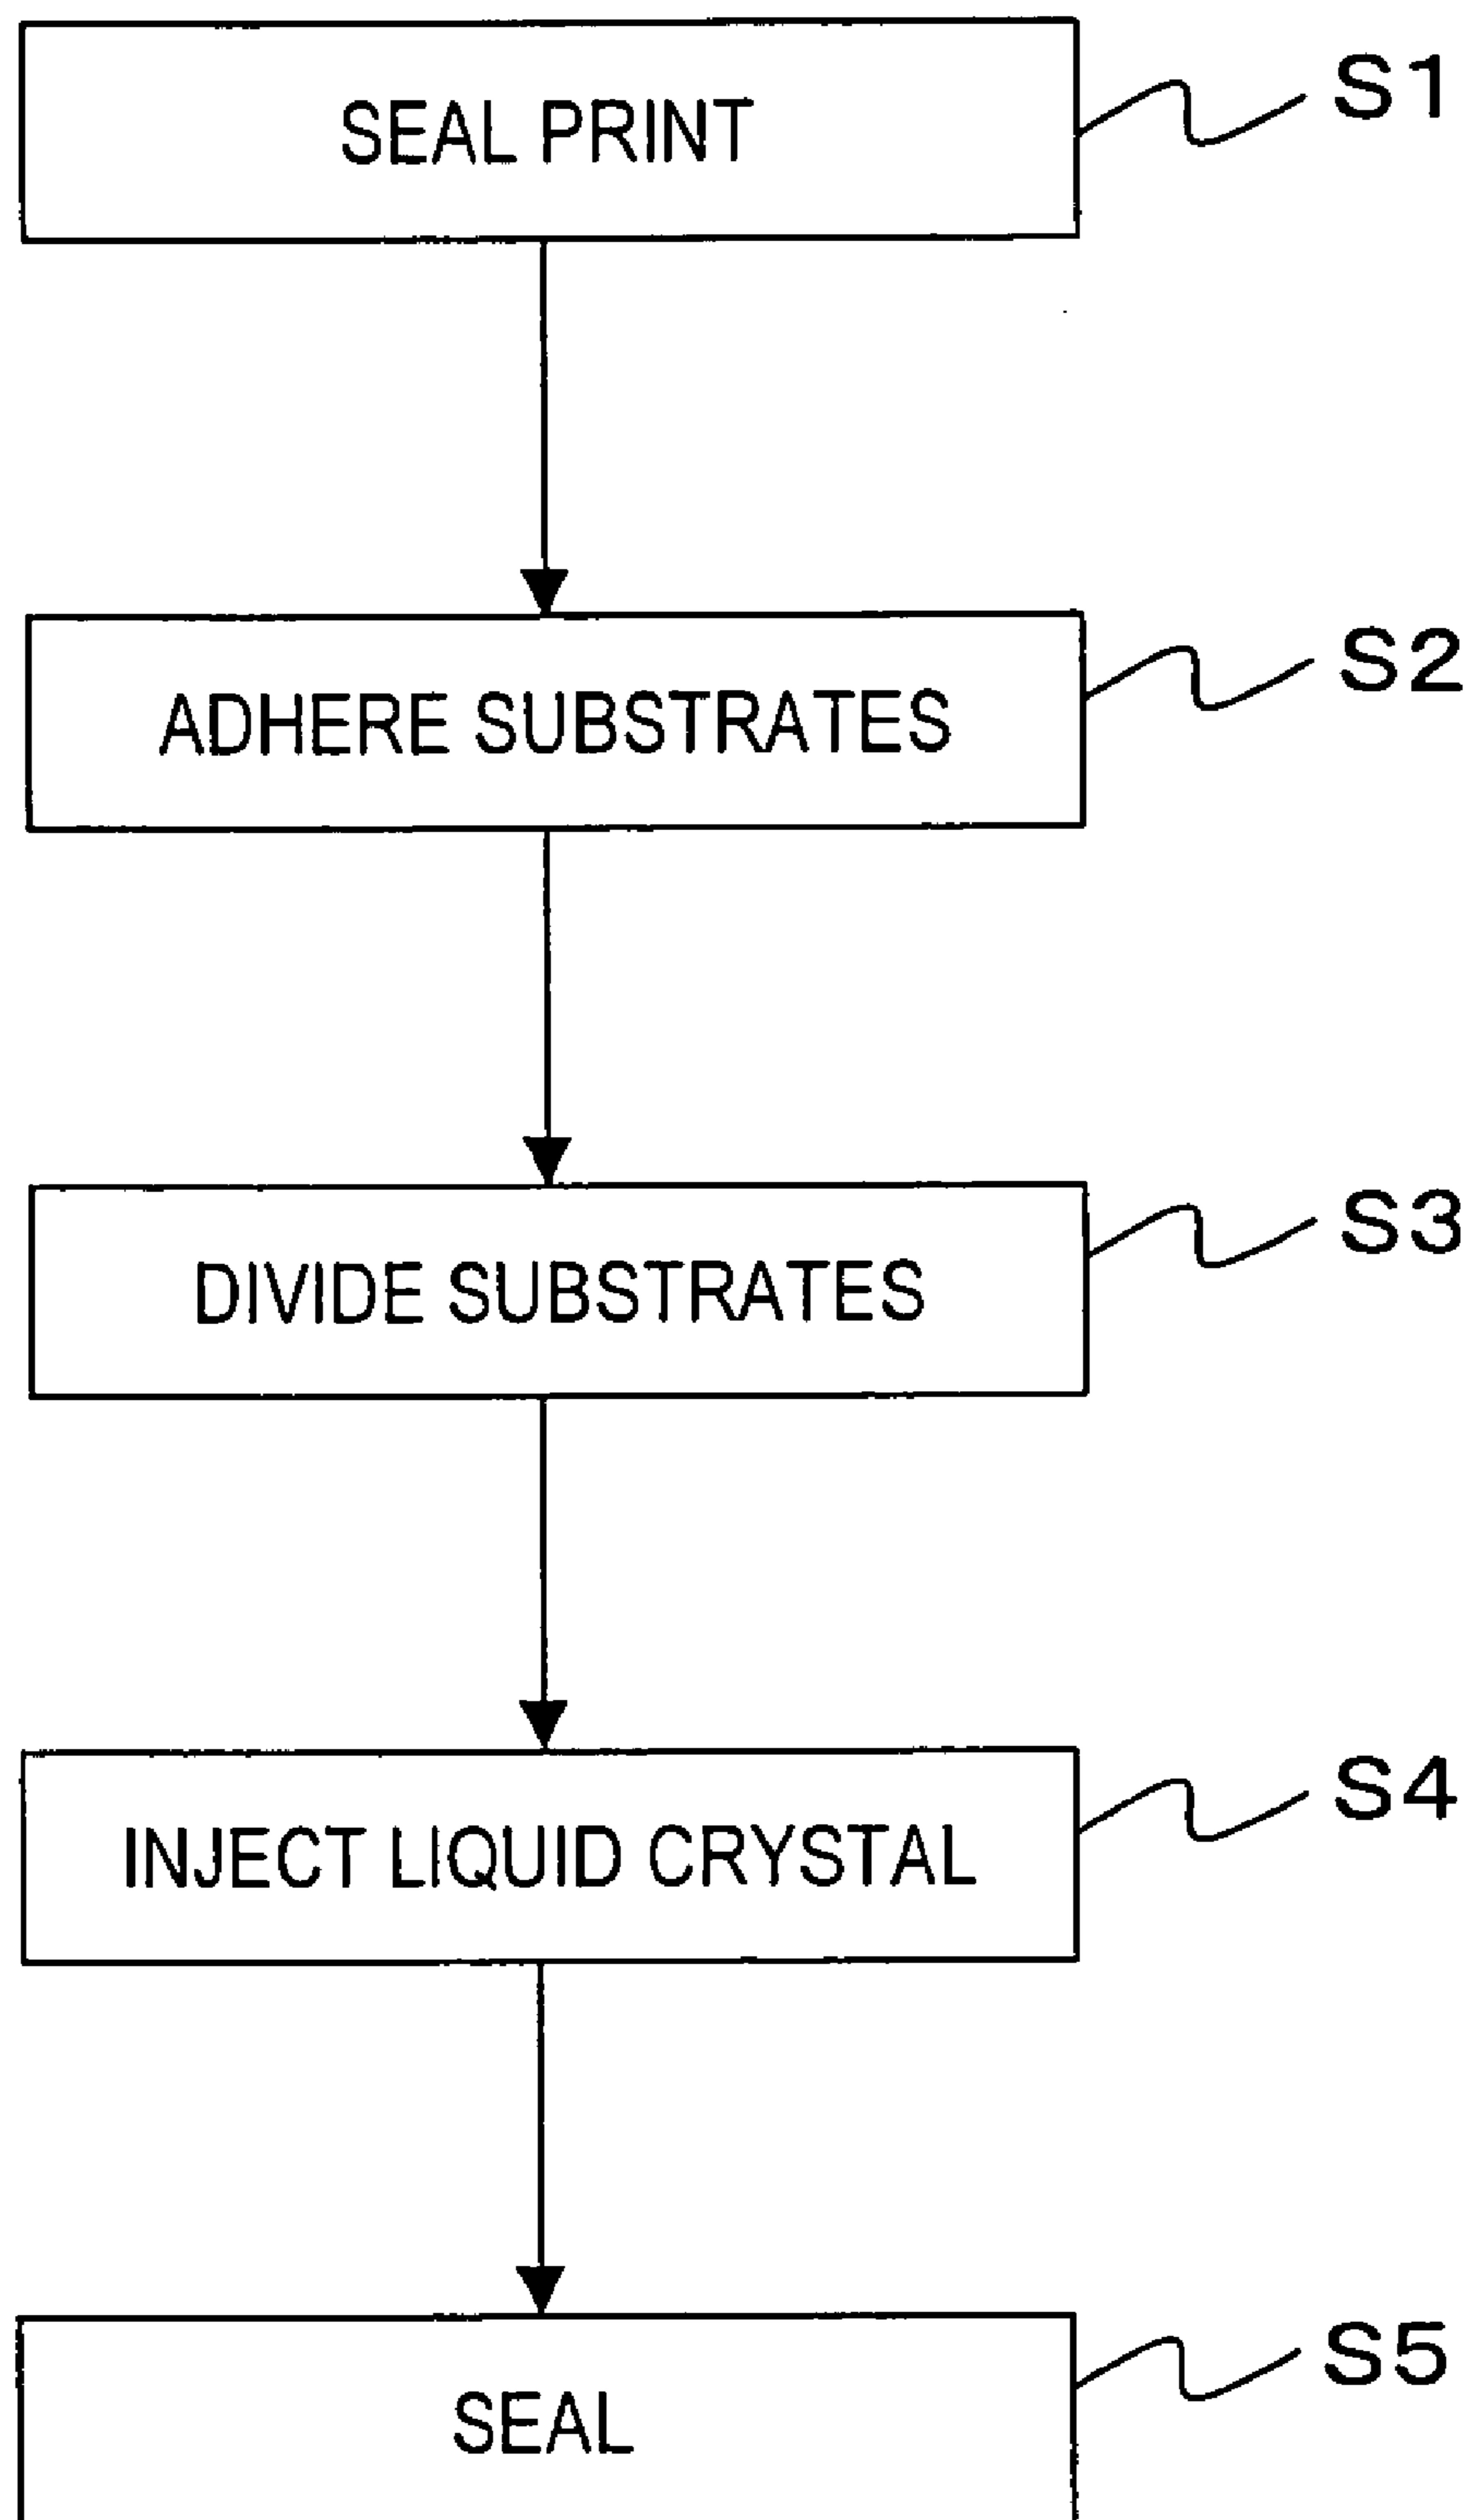 SEAL PRINT
S1
ADHERE SUBSTRATES
S2
DIVIDE SUBSTRATES
S3
INJECT LIQUID CRYSTAL
S4
SEAL
S5